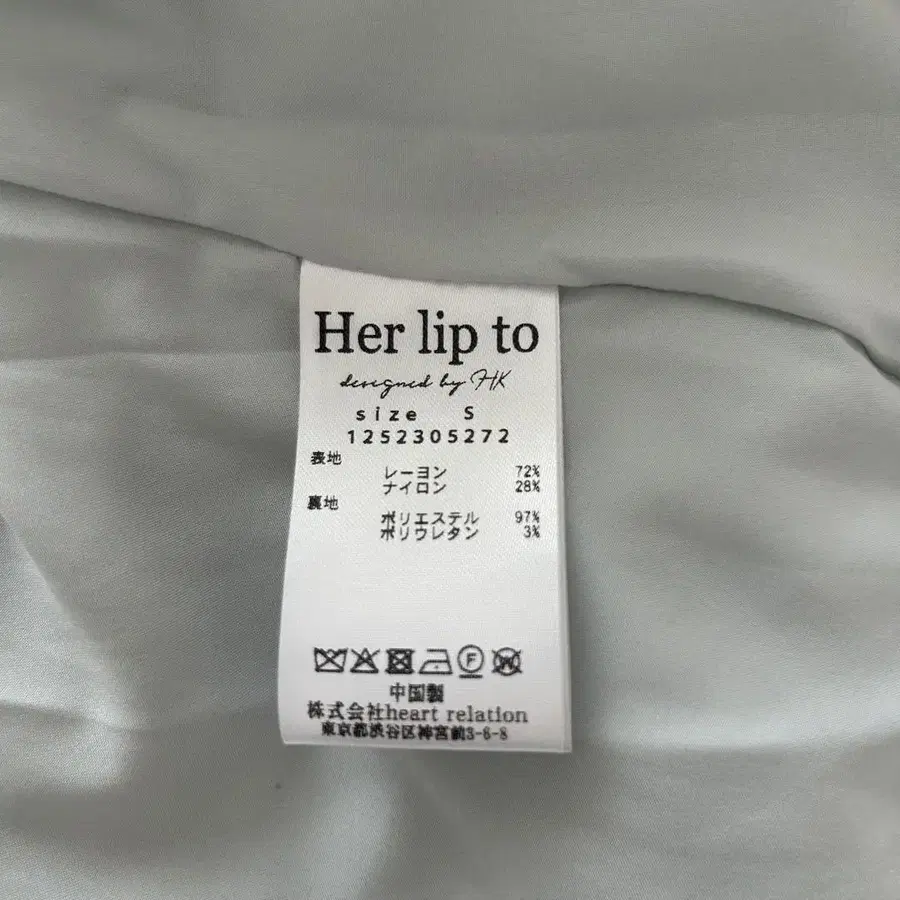 Her lip to
designed by HK
size S
1252305272
表地
レーヨン 72%
ナイロン 28%
裏地
ポリエステル 97%
ポリウレタン 3%
F W
中国製
株式会社heart relation
東京都渋谷区神宮前3-6-8